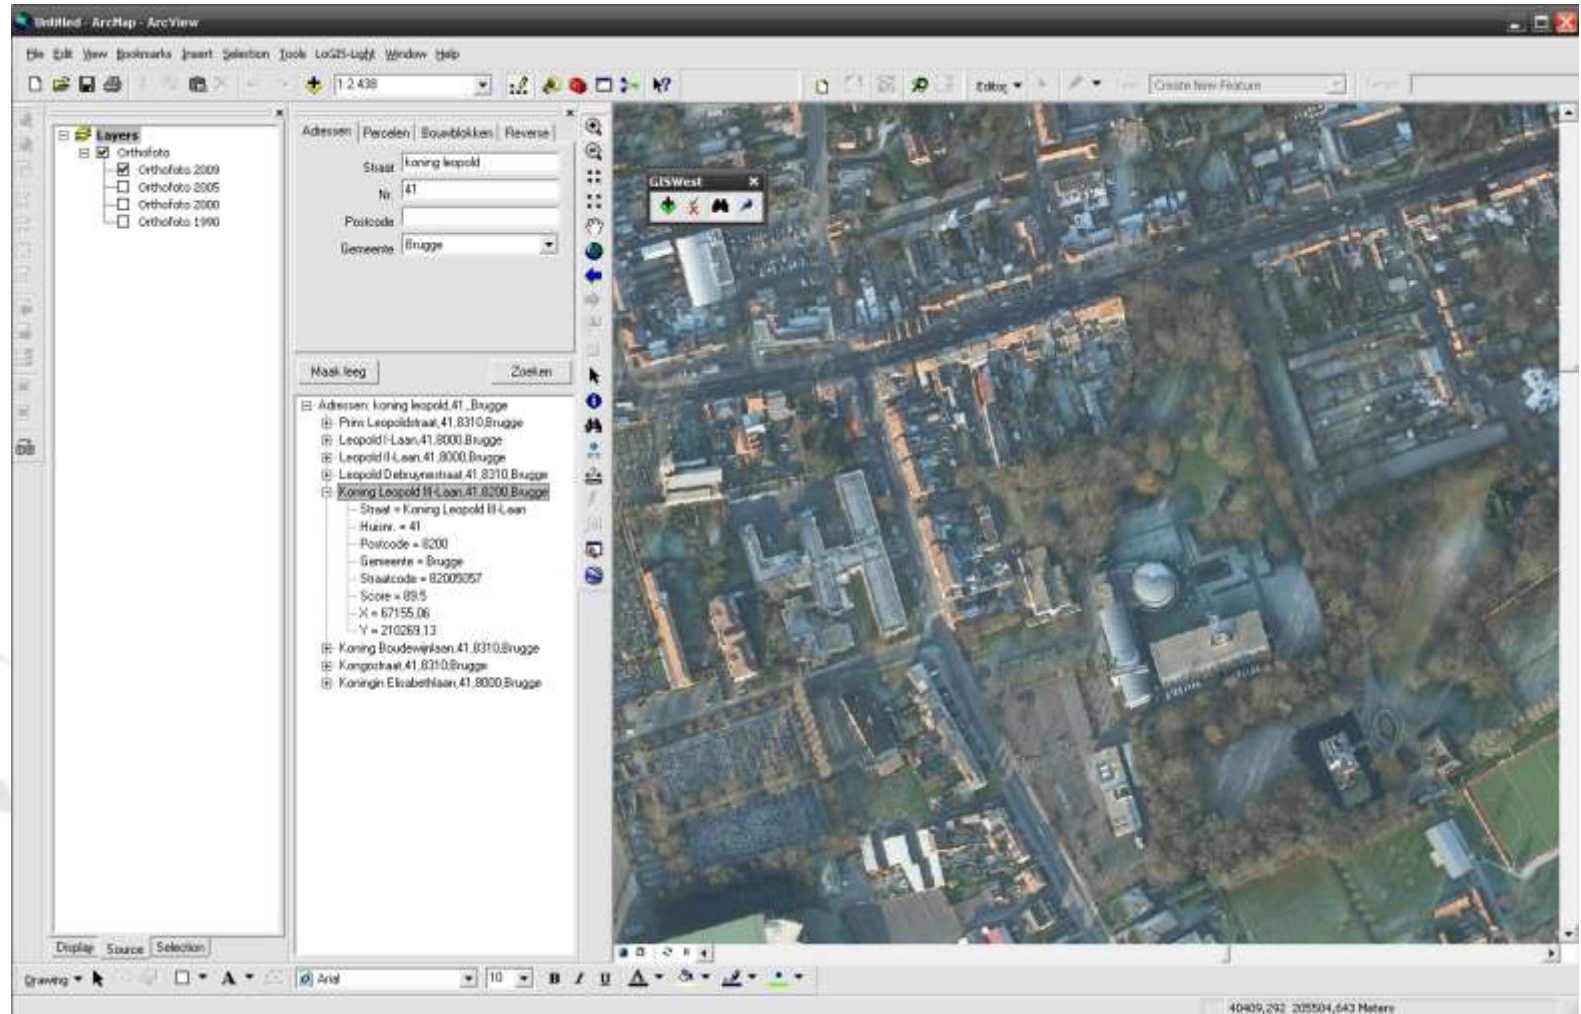 Untitled - ArcMap - ArcView
File Edit View Bookmarks Insert Selection Tools LoGIS-Light Window Help
1:2.438
Editor
Create New Feature
Layers
Orthofoto
Orthofoto 2009
Orthofoto 2005
Orthofoto 2000
Orthofoto 1990
Display Source Selection
Adressen Percelen Bouwblokken Reverse
Straat koning leopold
Nr. 41
Postcode
Gemeente Brugge
Maak leeg Zoeken
Adressen: koning leopold,41,,Brugge
Prins Leopoldstraat,41,8310,Brugge
Leopold I-Laan,41,8000,Brugge
Leopold II-Laan,41,8000,Brugge
Leopold Debruynestraat,41,8310,Brugge
Koning Leopold III-Laan,41,8200,Brugge
Straat = Koning Leopold III-Laan
Huisnr. = 41
Postcode = 8200
Gemeente = Brugge
Straatcode = 82005057
Score = 89.5
X = 67155,06
Y = 210269,13
Koning Boudewijnlaan,41,8310,Brugge
Kongostraat,41,8310,Brugge
Koningin Elisabethlaan,41,8000,Brugge
GISWest
Drawing A Arial 10 B I U A
40409,292 205504,643 Meters